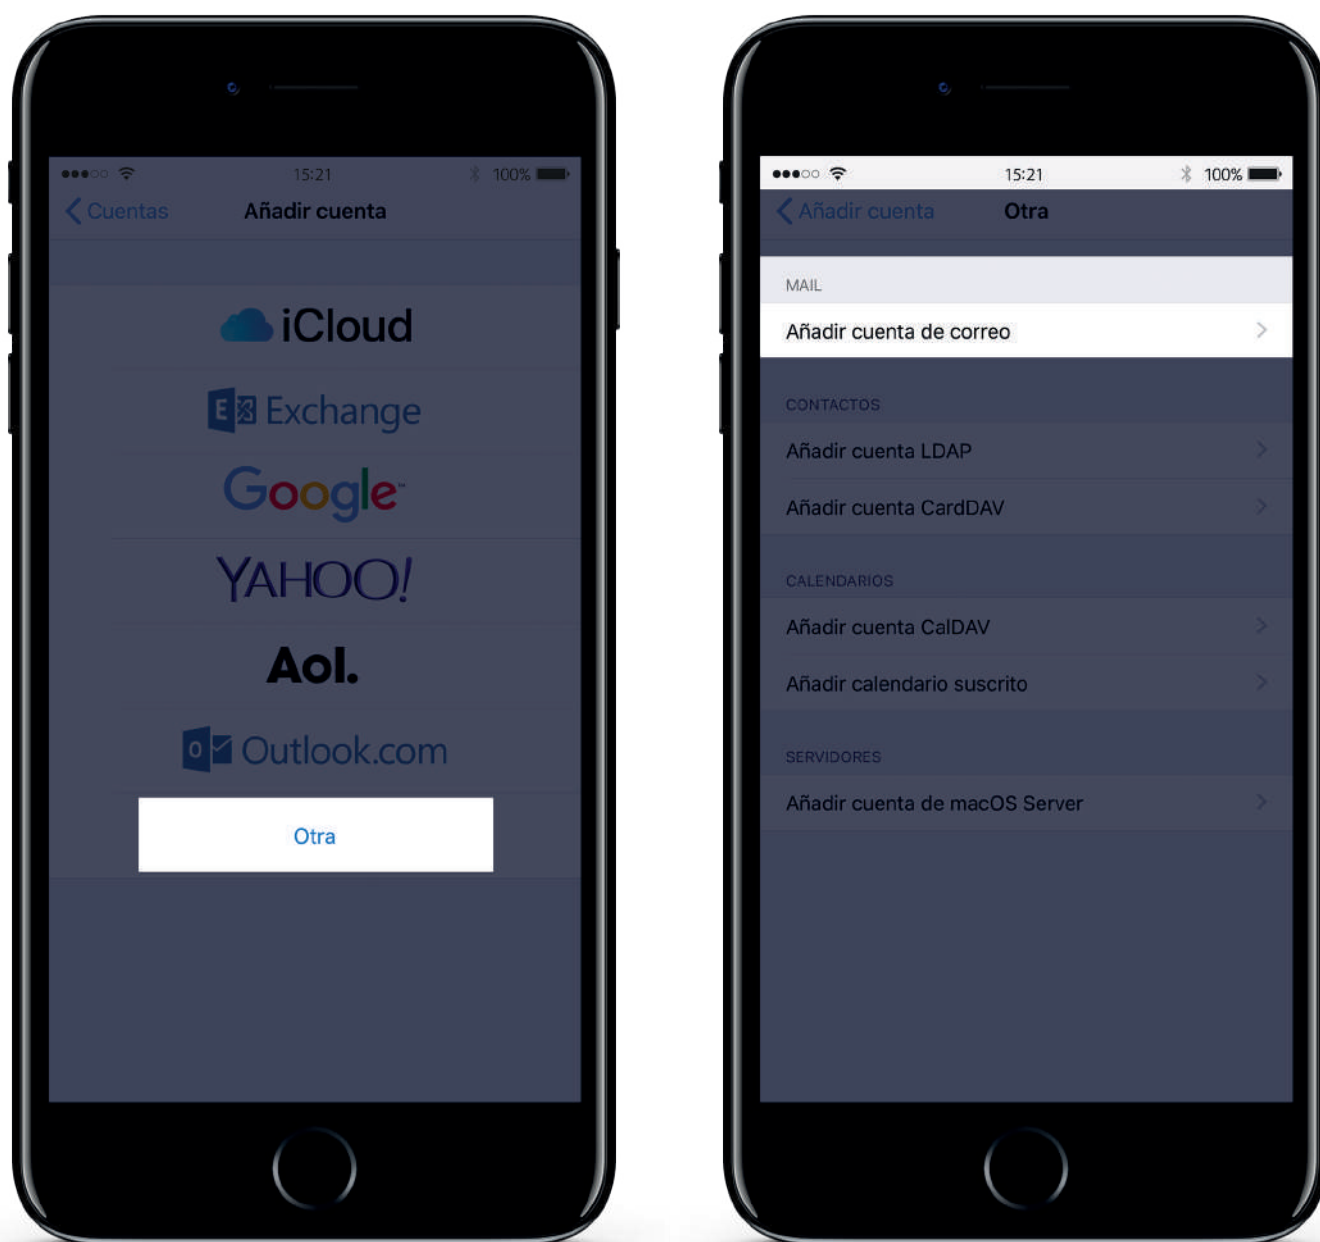 15:21
100%
Cuentas
Añadir cuenta
iCloud
E Exchange
Google
YAHOO!
Aol.
O Outlook.com
Otra
15:21
100%
Añadir cuenta
Otra
MAIL
Añadir cuenta de correo
CONTACTOS
Añadir cuenta LDAP
Añadir cuenta CardDAV
CALENDARIOS
Añadir cuenta CalDAV
Añadir calendario suscrito
SERVIDORES
Añadir cuenta de macOS Server